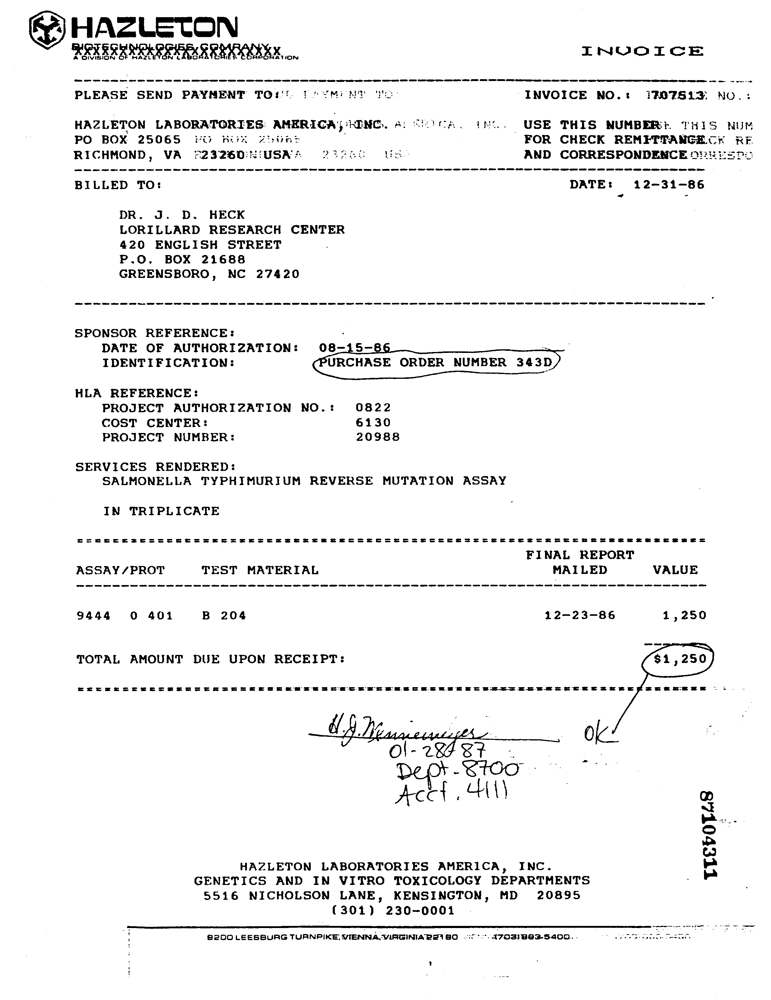 HAZLETON
BIOTECHNOLOGIES COMPANY
A DIVISION OF HAZLETON LABORATORIES CORPORATION
INVOICE
PLEASE SEND PAYMENT TO:
INVOICE NO.:
HAZLETON LABORATORIES AMERICA, INC.
USE THIS NUMBER
PO BOX 25065
FOR CHECK REMITTANCE
RICHMOND, VA 23260 USA
AND CORRESPONDENCE
BILLED TO:
DATE: 12-31-86
DR. J. D. HECK
LORILLARD RESEARCH CENTER
420 ENGLISH STREET
P.O. BOX 21688
GREENSBORO, NC 27420
SPONSOR REFERENCE:
DATE OF AUTHORIZATION: 08-15-86
IDENTIFICATION: PURCHASE ORDER NUMBER 343D
HLA REFERENCE:
PROJECT AUTHORIZATION NO.: 0822
COST CENTER: 6130
PROJECT NUMBER: 20988
SERVICES RENDERED:
SALMONELLA TYPHIMURIUM REVERSE MUTATION ASSAY
IN TRIPLICATE
FINAL REPORT
ASSAY/PROT TEST MATERIAL MAILED VALUE
9444 0 401 B 204 12-23-86 1,250
TOTAL AMOUNT DUE UPON RECEIPT: $1,250
H.J. OK
01-28-87
Dept-8700
Acct. 4111
87104311
HAZLETON LABORATORIES AMERICA, INC.
GENETICS AND IN VITRO TOXICOLOGY DEPARTMENTS
5516 NICHOLSON LANE, KENSINGTON, MD 20895
(301) 230-0001
9200 LEESBURG TURNPIKE, VIENNA, VIRGINIA 22180 (703) 893-5400